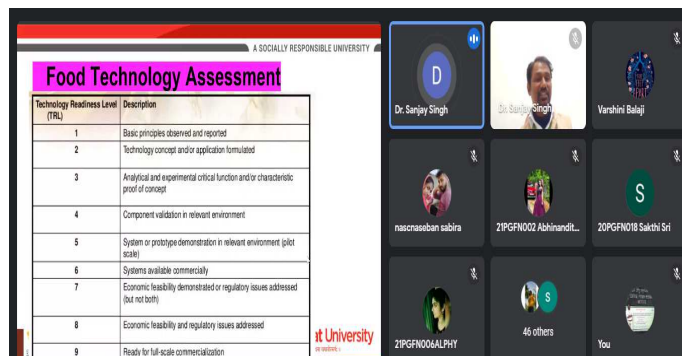 A SOCIALLY RESPONSIBLE UNIVERSITY
Food Technology Assessment
Technology Readiness Level
(TRL)
Description
1
Basic principles observed and reported
2
Technology concept and/or application formulated
3
Analytical and experimental critical function and/or characteristic
proof of concept
4
Component validation in relevant environment
5
System or prototype demonstration in relevant environment (pilot
scale)
6
Systems available commercially
7
Economic feasibility demonstrated or regulatory issues addressed
(but not both)
8
Economic feasibility and regulatory issues addressed
9
Ready for full-scale commercialization
at University
D
Dr. Sanjay Singh
Dr. Sanjay Singh
Varshini Balaji
nascnaseban sabira
21PGFN002 Abhinandit...
S
20PGFN018 Sakthi Sri
21PGFN006ALPHY
S
46 others
You